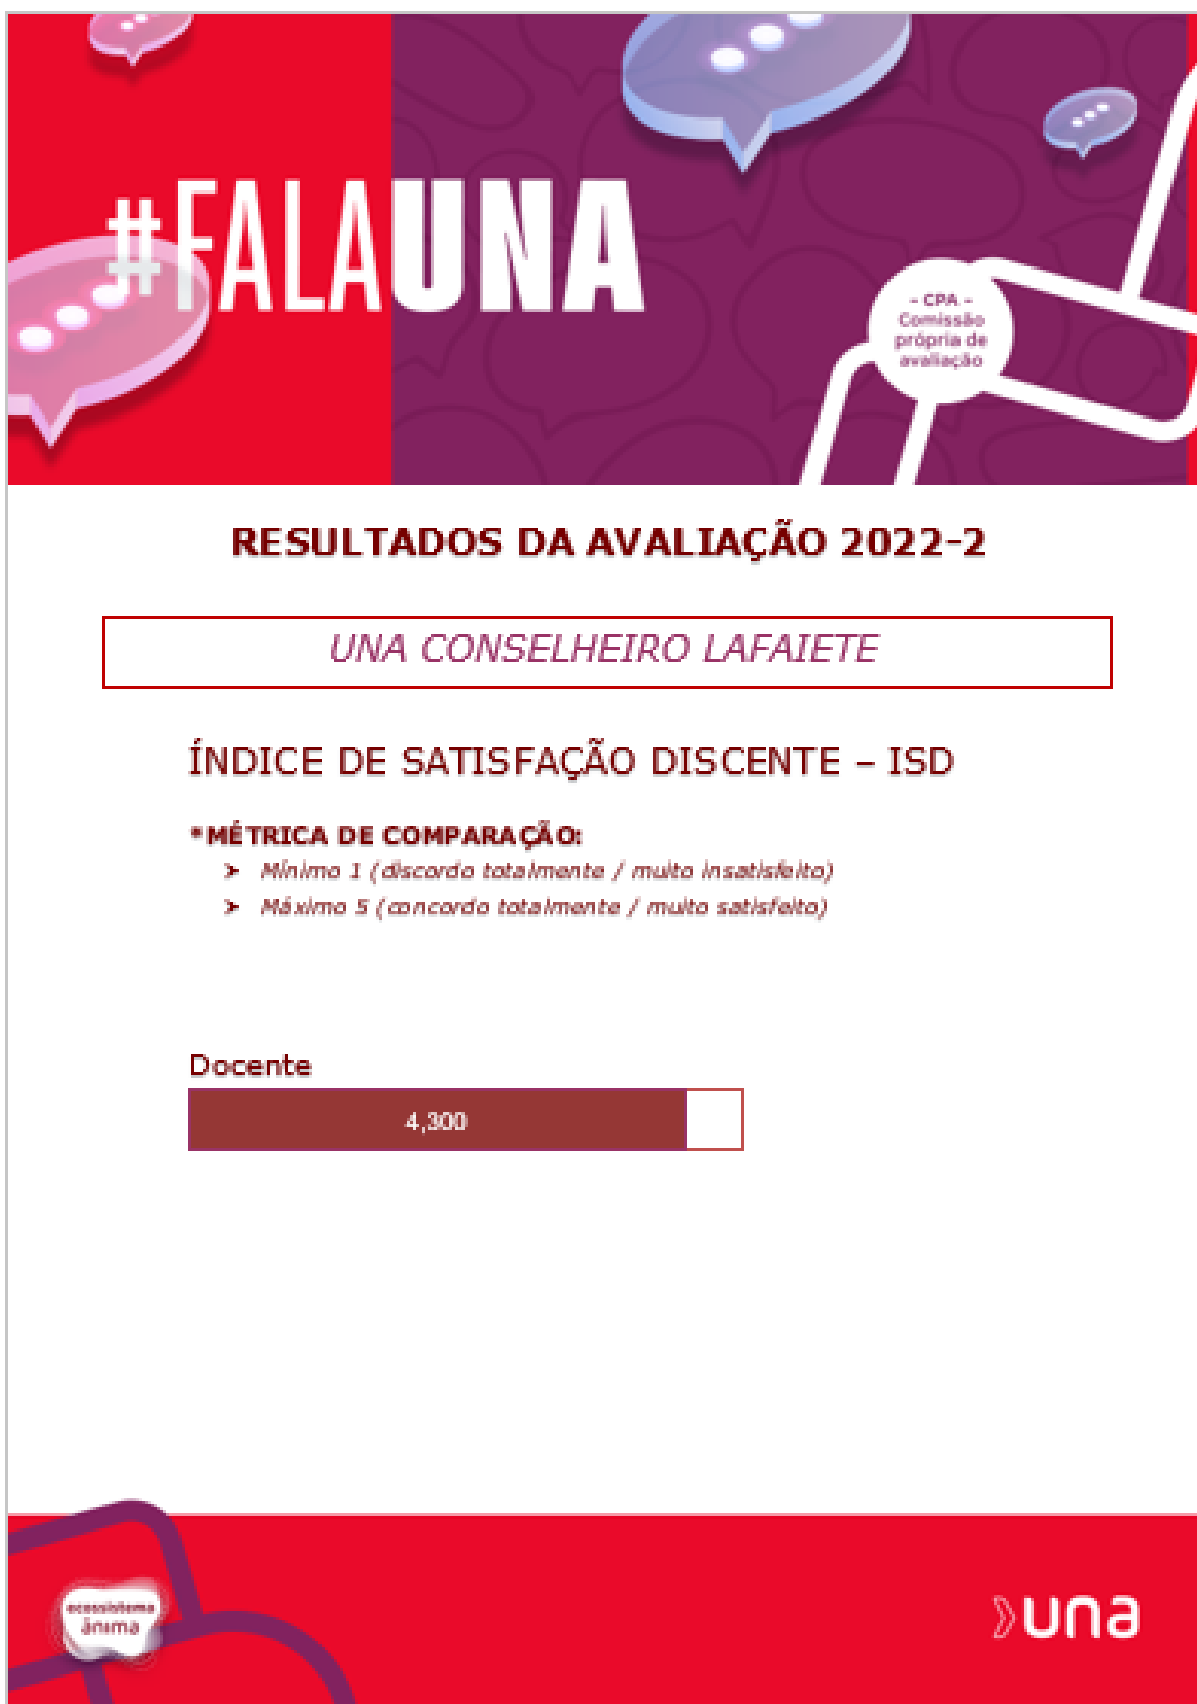 #FALAUNA
- CPA -
Comissão
própria de
avaliação
RESULTADOS DA AVALIAÇÃO 2022-2
UNA CONSELHEIRO LAFAIETE
ÍNDICE DE SATISFAÇÃO DISCENTE – ISD
*MÉTRICA DE COMPARAÇÃO:
➤ Mínimo 1 (discordo totalmente / muito insatisfeito)
➤ Máximo 5 (concordo totalmente / muito satisfeito)
Docente
4,300
ecossistema
ânima
una